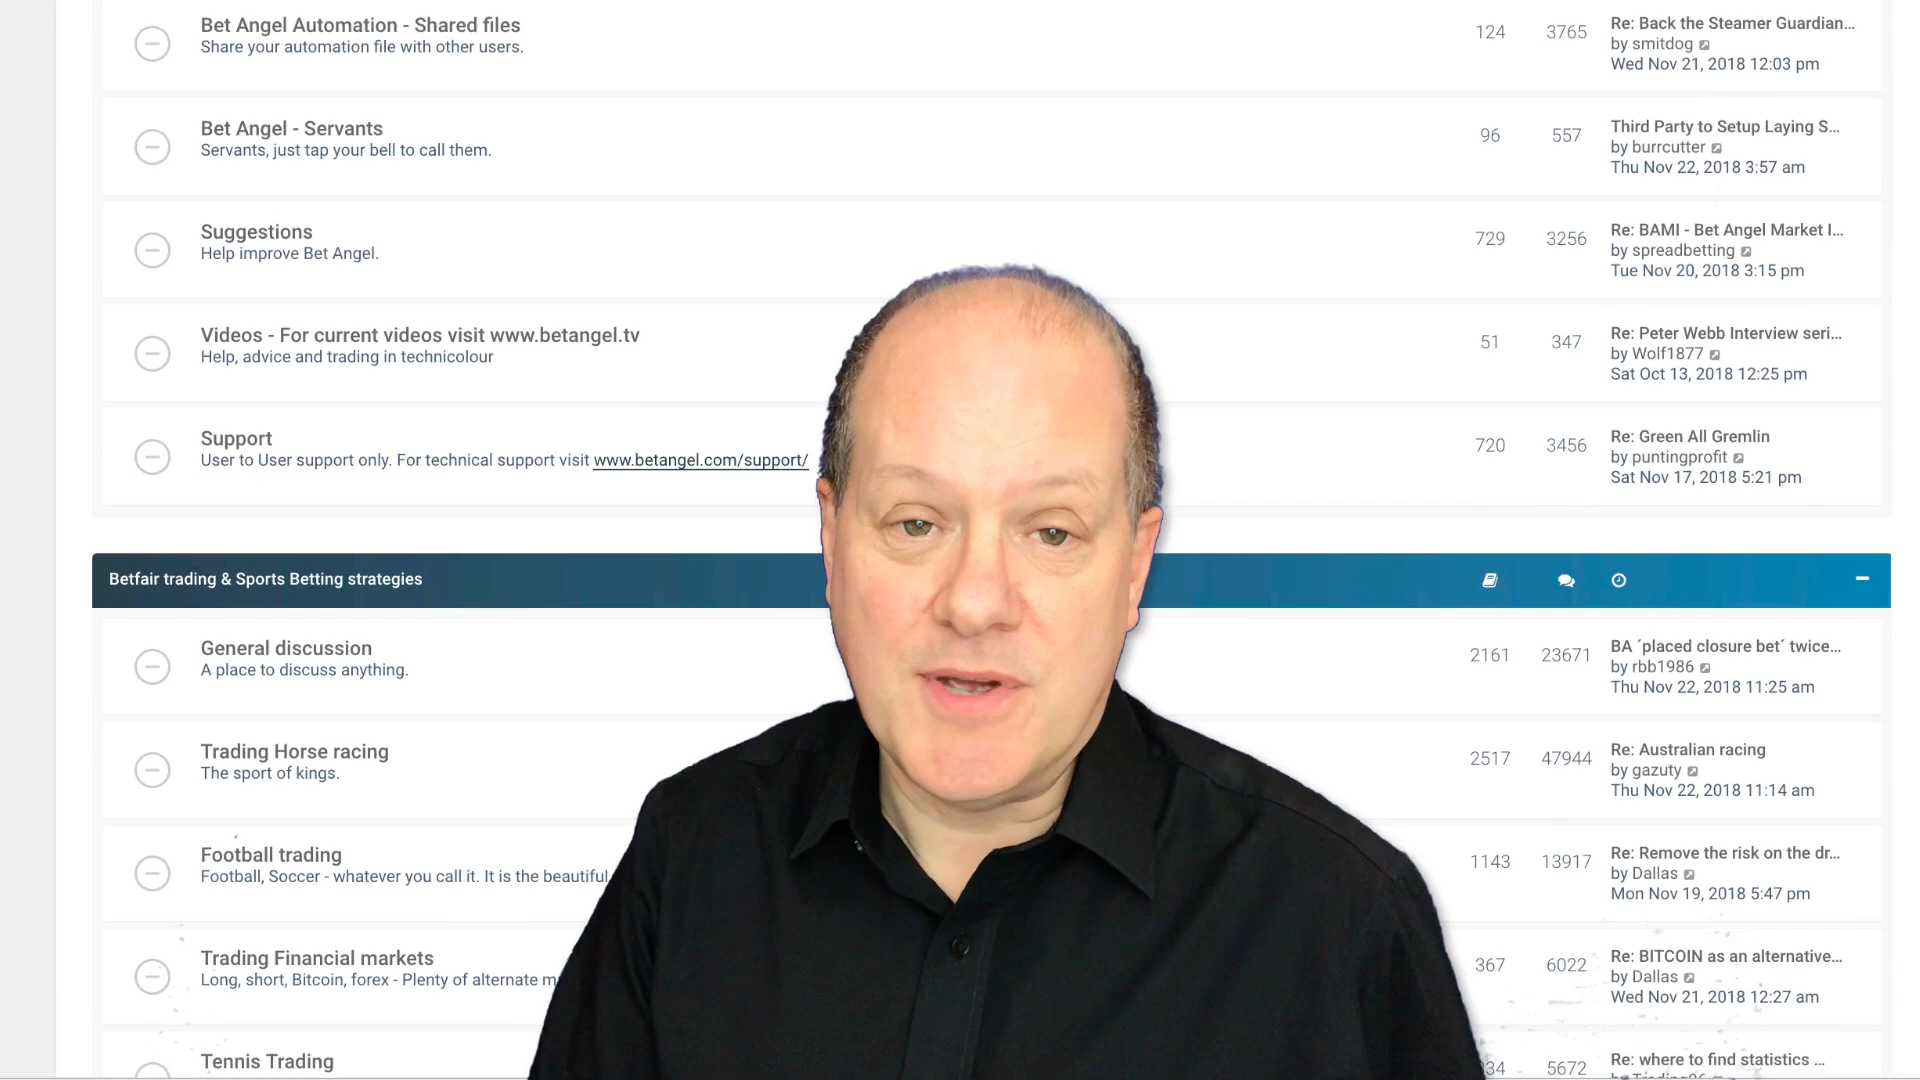 Bet Angel Automation - Shared files
Share your automation file with other users.
124
3765
Re: Back the Steamer Guardian...
by smitdog
Wed Nov 21, 2018 12:03 pm
Bet Angel - Servants
Servants, just tap your bell to call them.
96
557
Third Party to Setup Laying S...
by burrcutter
Thu Nov 22, 2018 3:57 am
Suggestions
Help improve Bet Angel.
729
3256
Re: BAMI - Bet Angel Market I...
by spreadbetting
Tue Nov 20, 2018 3:15 pm
Videos - For current videos visit www.betangel.tv
Help, advice and trading in technicolour
51
347
Re: Peter Webb Interview seri...
by Wolf1877
Sat Oct 13, 2018 12:25 pm
Support
User to User support only. For technical support visit www.betangel.com/support/
720
3456
Re: Green All Gremlin
by puntingprofit
Sat Nov 17, 2018 5:21 pm
Betfair trading & Sports Betting strategies
General discussion
A place to discuss anything.
2161
23671
BA ´placed closure bet´ twice...
by rbb1986
Thu Nov 22, 2018 11:25 am
Trading Horse racing
The sport of kings.
2517
47944
Re: Australian racing
by gazuty
Thu Nov 22, 2018 11:14 am
Football trading
Football, Soccer - whatever you call it. It is the beautiful
1143
13917
Re: Remove the risk on the dr...
by Dallas
Mon Nov 19, 2018 5:47 pm
Trading Financial markets
Long, short, Bitcoin, forex - Plenty of alternate
367
6022
Re: BITCOIN as an alternative...
by Dallas
Wed Nov 21, 2018 12:27 am
Tennis Trading
5672
Re: where to find statistics ...